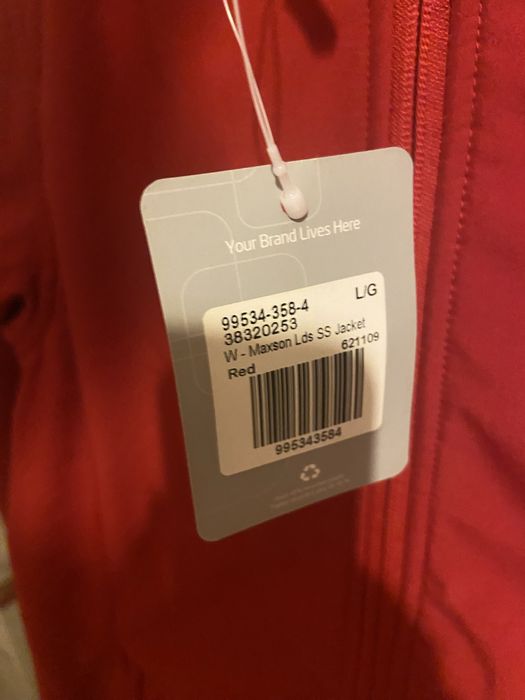 Your Brand Lives Here
99534-358-4 L/G
38320253
W - Maxson Lds SS Jacket
Red 621109
995343584